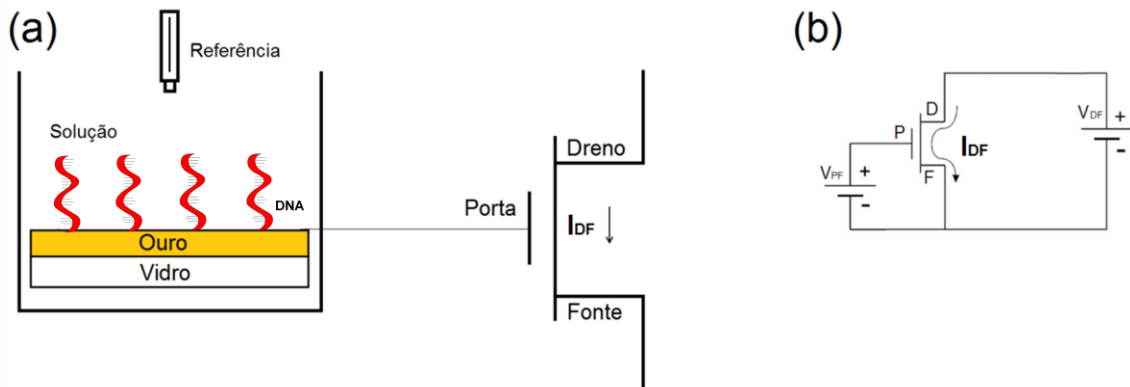 (a)
Referência
Solução
DNA
Ouro
Vidro
Porta
Dreno
IDF
Fonte
(b)
D
P
F
IDF
VPF
+
-
VDF
+
-